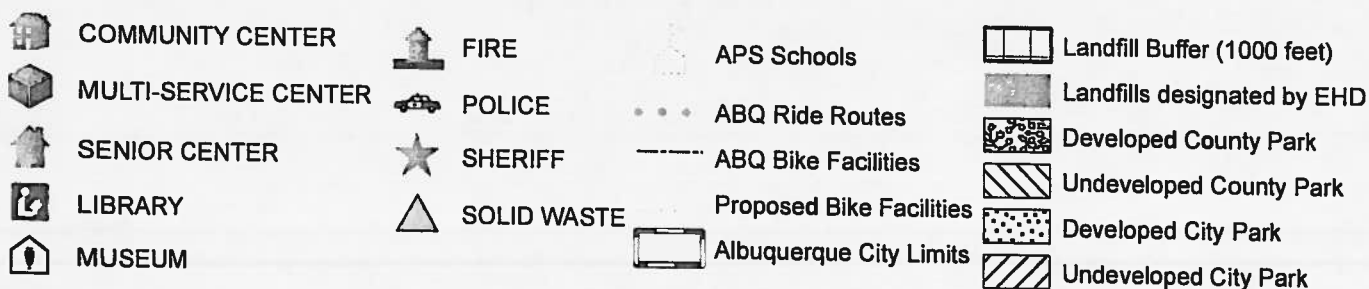 COMMUNITY CENTER
MULTI-SERVICE CENTER
SENIOR CENTER
LIBRARY
MUSEUM
FIRE
POLICE
SHERIFF
SOLID WASTE
APS Schools
ABQ Ride Routes
ABQ Bike Facilities
Proposed Bike Facilities
Albuquerque City Limits
Landfill Buffer (1000 feet)
Landfills designated by EHD
Developed County Park
Undeveloped County Park
Developed City Park
Undeveloped City Park